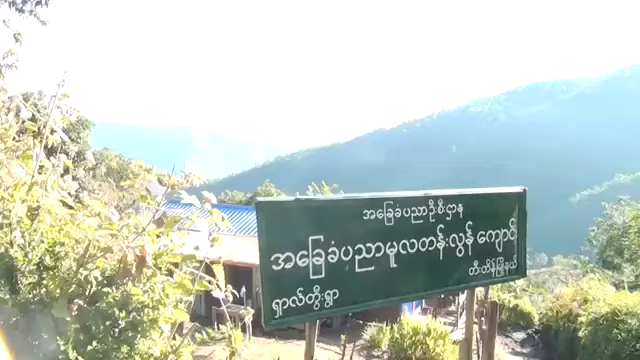 အခြေခံပညာဦးစီးဌာန
အခြေခံပညာမူလတန်းလွန်ကျောင်း
ရှာလ်တွီးရွာ
တီးတိန်မြို့နယ်